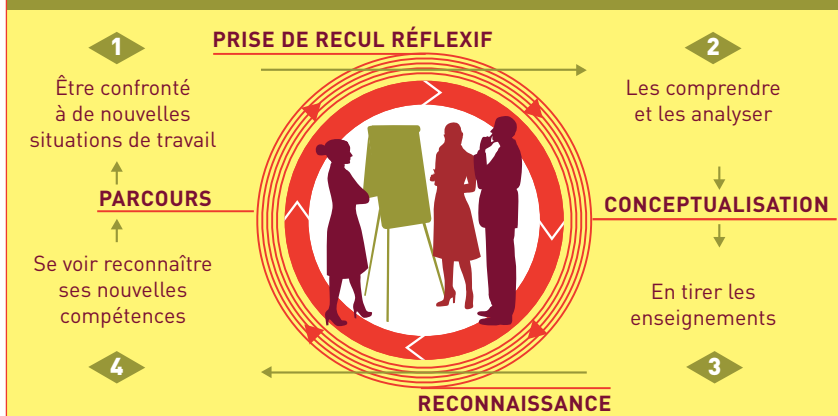 PRISE DE RECUL RÉFLEXIF
1
Être confronté
à de nouvelles
situations de travail
2
Les comprendre
et les analyser
PARCOURS
CONCEPTUALISATION
Se voir reconnaître
ses nouvelles
compétences
4
En tirer les
enseignements
3
RECONNAISSANCE